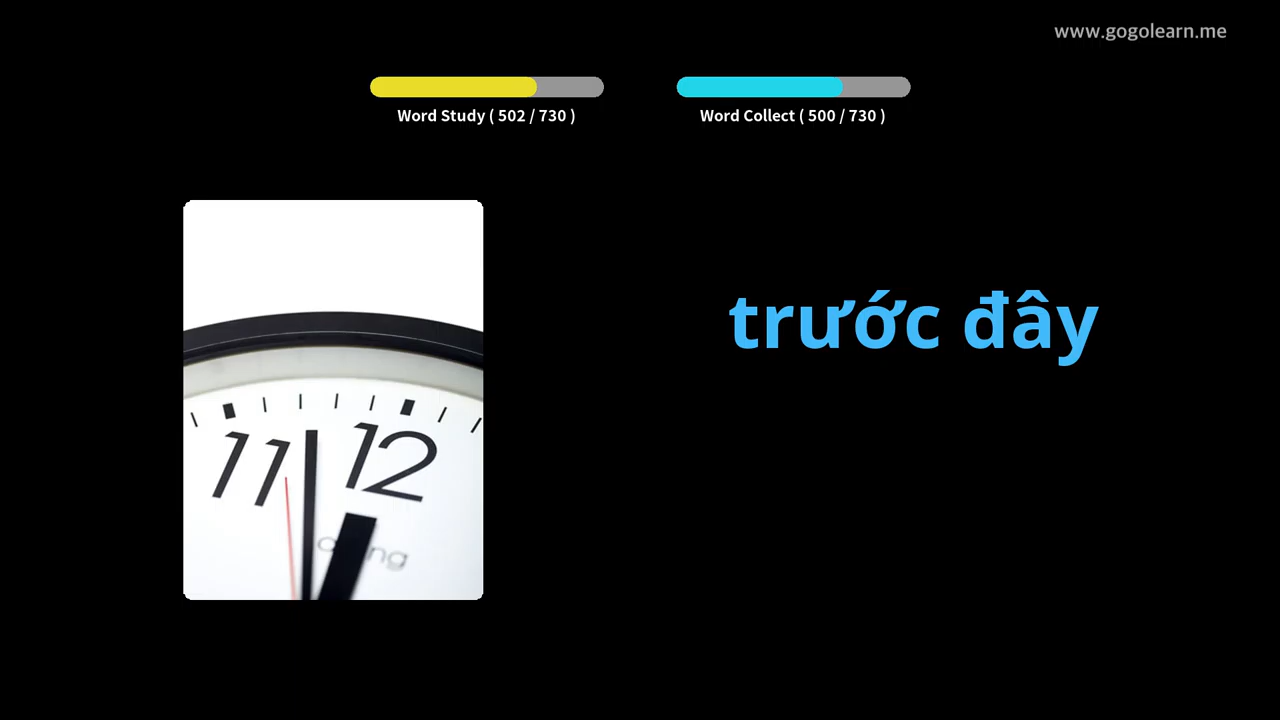 www.gogolearn.me
Word Study ( 502 / 730 )
Word Collect ( 500 / 730 )
trước đây
11 12